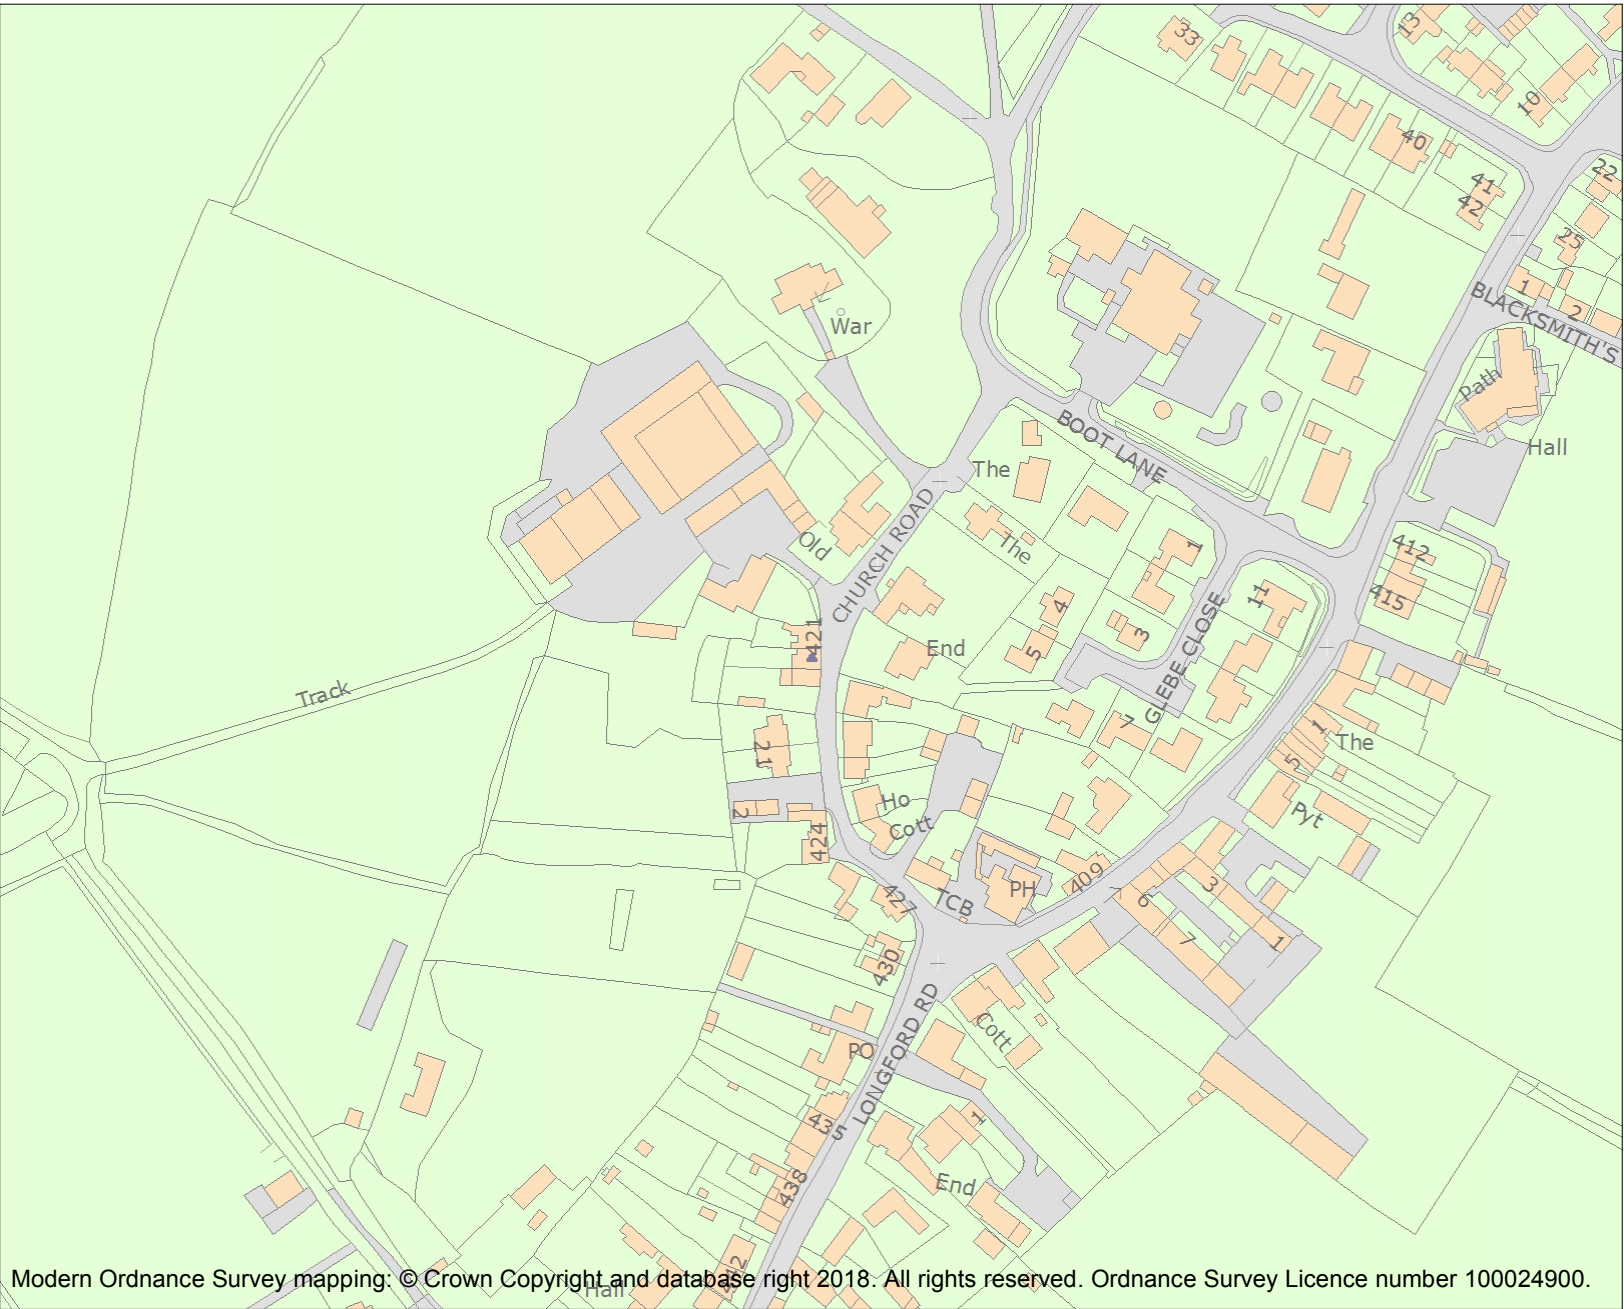 33
13
10
40
41
42
22
25
1
2
BLACKSMITH'S
War
Path
Hall
BOOT LANE
The
CHURCH ROAD
The
Old
1
412
415
4
11
3
5
421
End
GLEBE CLOSE
Track
7
1
The
5
21
Ho
2
Cott
424
Pyt
PH
409
TCB
427
3
6
7
1
430
LONGFORD RD
Cott
PO
435
1
438
End
442
Hall
Modern Ordnance Survey mapping: © Crown Copyright and database right 2018. All rights reserved. Ordnance Survey Licence number 100024900.